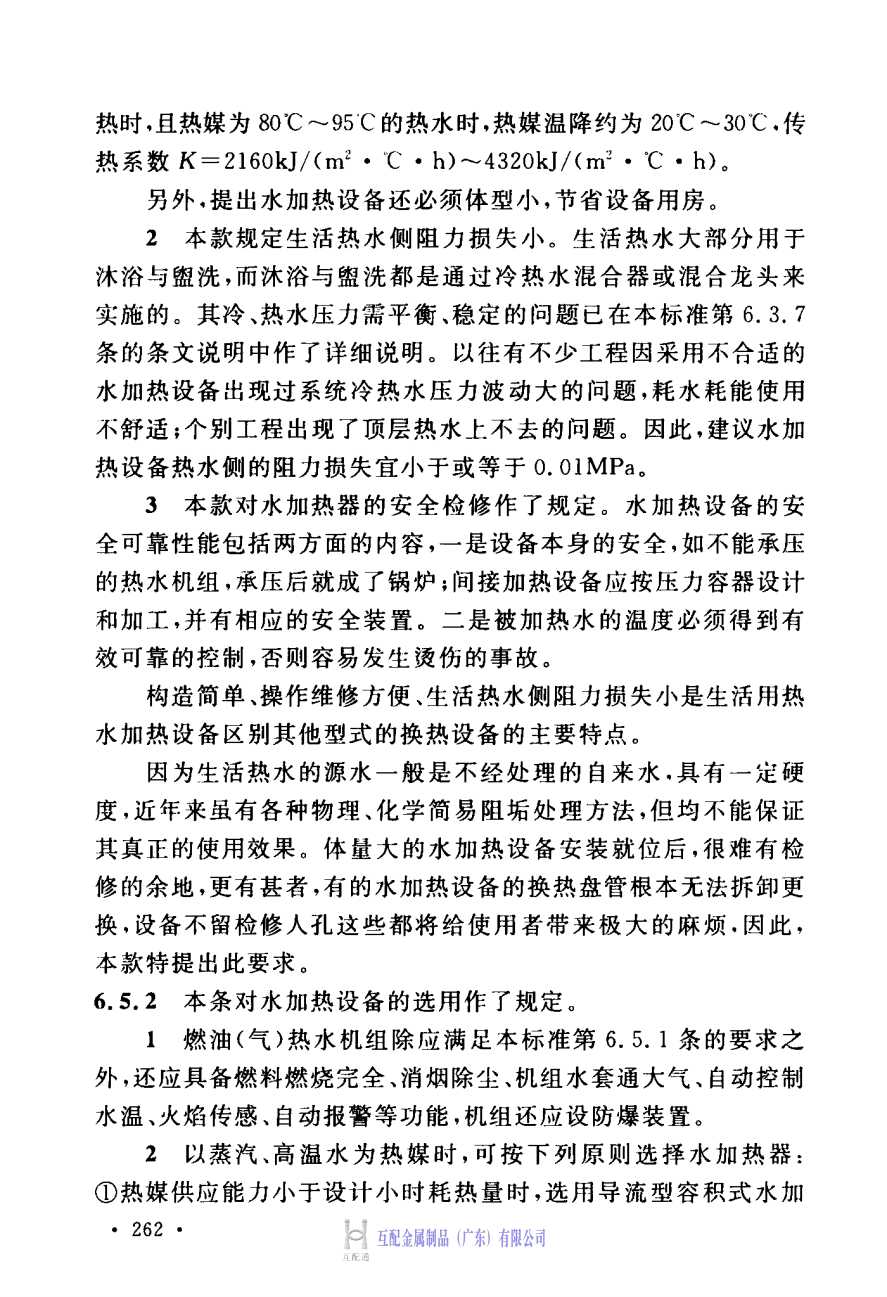 热时,且热媒为 80℃～95℃的热水时,热媒温降约为 20℃～30℃,传
热系数 K=2160kJ/(m²·℃·h)～4320kJ/(m²·℃·h)。
另外,提出水加热设备还必须体型小,节省设备用房。
2 本款规定生活热水侧阻力损失小。生活热水大部分用于
沐浴与盥洗,而沐浴与盥洗都是通过冷热水混合器或混合龙头来
实施的。其冷、热水压力需平衡、稳定的问题已在本标准第 6.3.7
条的条文说明中作了详细说明。以往有不少工程因采用不合适的
水加热设备出现过系统冷热水压力波动大的问题,耗水耗能使用
不舒适;个别工程出现了顶层热水上不去的问题。因此,建议水加
热设备热水侧的阻力损失宜小于或等于 0.01MPa。
3 本款对水加热器的安全检修作了规定。水加热设备的安
全可靠性能包括两方面的内容,一是设备本身的安全,如不能承压
的热水机组,承压后就成了锅炉;间接加热设备应按压力容器设计
和加工,并有相应的安全装置。二是被加热水的温度必须得到有
效可靠的控制,否则容易发生烫伤的事故。
构造简单、操作维修方便、生活热水侧阻力损失小是生活用热
水加热设备区别其他型式的换热设备的主要特点。
因为生活热水的源水一般是不经处理的自来水,具有一定硬
度,近年来虽有各种物理、化学简易阻垢处理方法,但均不能保证
其真正的使用效果。体量大的水加热设备安装就位后,很难有检
修的余地,更有甚者,有的水加热设备的换热盘管根本无法拆卸更
换,设备不留检修人孔这些都将给使用者带来极大的麻烦,因此,
本款特提出此要求。
6.5.2 本条对水加热设备的选用作了规定。
1 燃油(气)热水机组除应满足本标准第 6.5.1 条的要求之
外,还应具备燃料燃烧完全、消烟除尘、机组水套通大气、自动控制
水温、火焰传感、自动报警等功能,机组还应设防爆装置。
2 以蒸汽、高温水为热媒时,可按下列原则选择水加热器:
①热媒供应能力小于设计小时耗热量时,选用导流型容积式水加
· 262 ·
互配通
互配金属制品（广东）有限公司